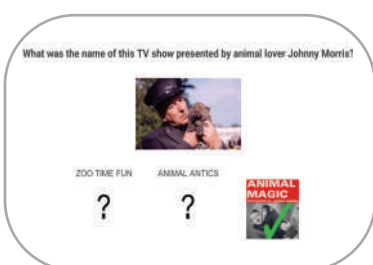 What was the name of this TV show presented by animal lover Johnny Morris?
ZOO TIME FUN
ANIMAL ANTICS
?
?
ANIMAL
MAGIC